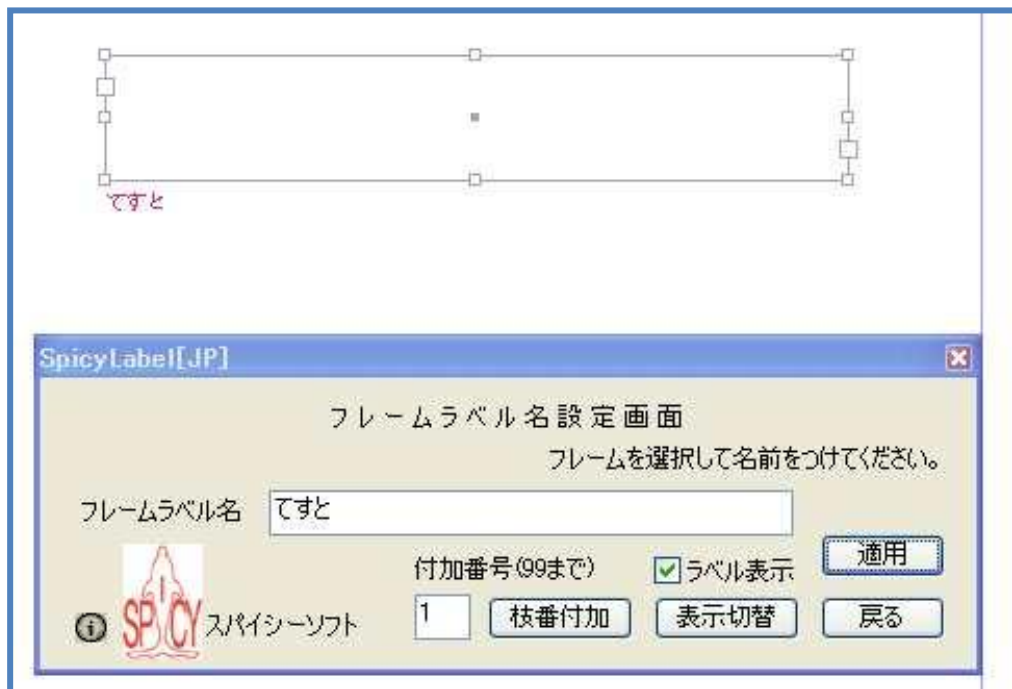 てすと
SpicyLabel[JP]
フレームラベル名設定画面
フレームを選択して名前をつけてください。
フレームラベル名 てすと
適用
付加番号(99まで) ラベル表示
SPICY スパイシーソフト 1 枝番付加 表示切替 戻る